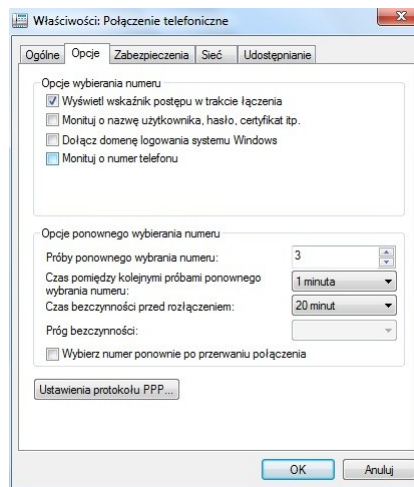 Właściwości: Połączenie telefoniczne
Ogólne Opcje Zabezpieczenia Sieć Udostępnianie
Opcje wybierania numeru
Wyświetl wskaźnik postępu w trakcie łączenia
Monituj o nazwę użytkownika, hasło, certyfikat itp.
Dołącz domenę logowania systemu Windows
Monituj o numer telefonu
Opcje ponownego wybierania numeru
Próby ponownego wybrania numeru: 3
Czas pomiędzy kolejnymi próbami ponownego
wybrania numeru: 1 minuta
Czas bezczynności przed rozłączeniem: 20 minut
Próg bezczynności:
Wybierz numer ponownie po przerwaniu połączenia
Ustawienia protokołu PPP...
OK Anuluj